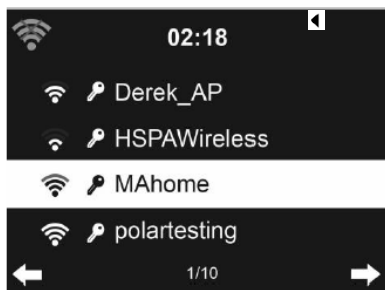 02:18
Derek_AP
HSPAWireless
MAhome
polartesting
1/10